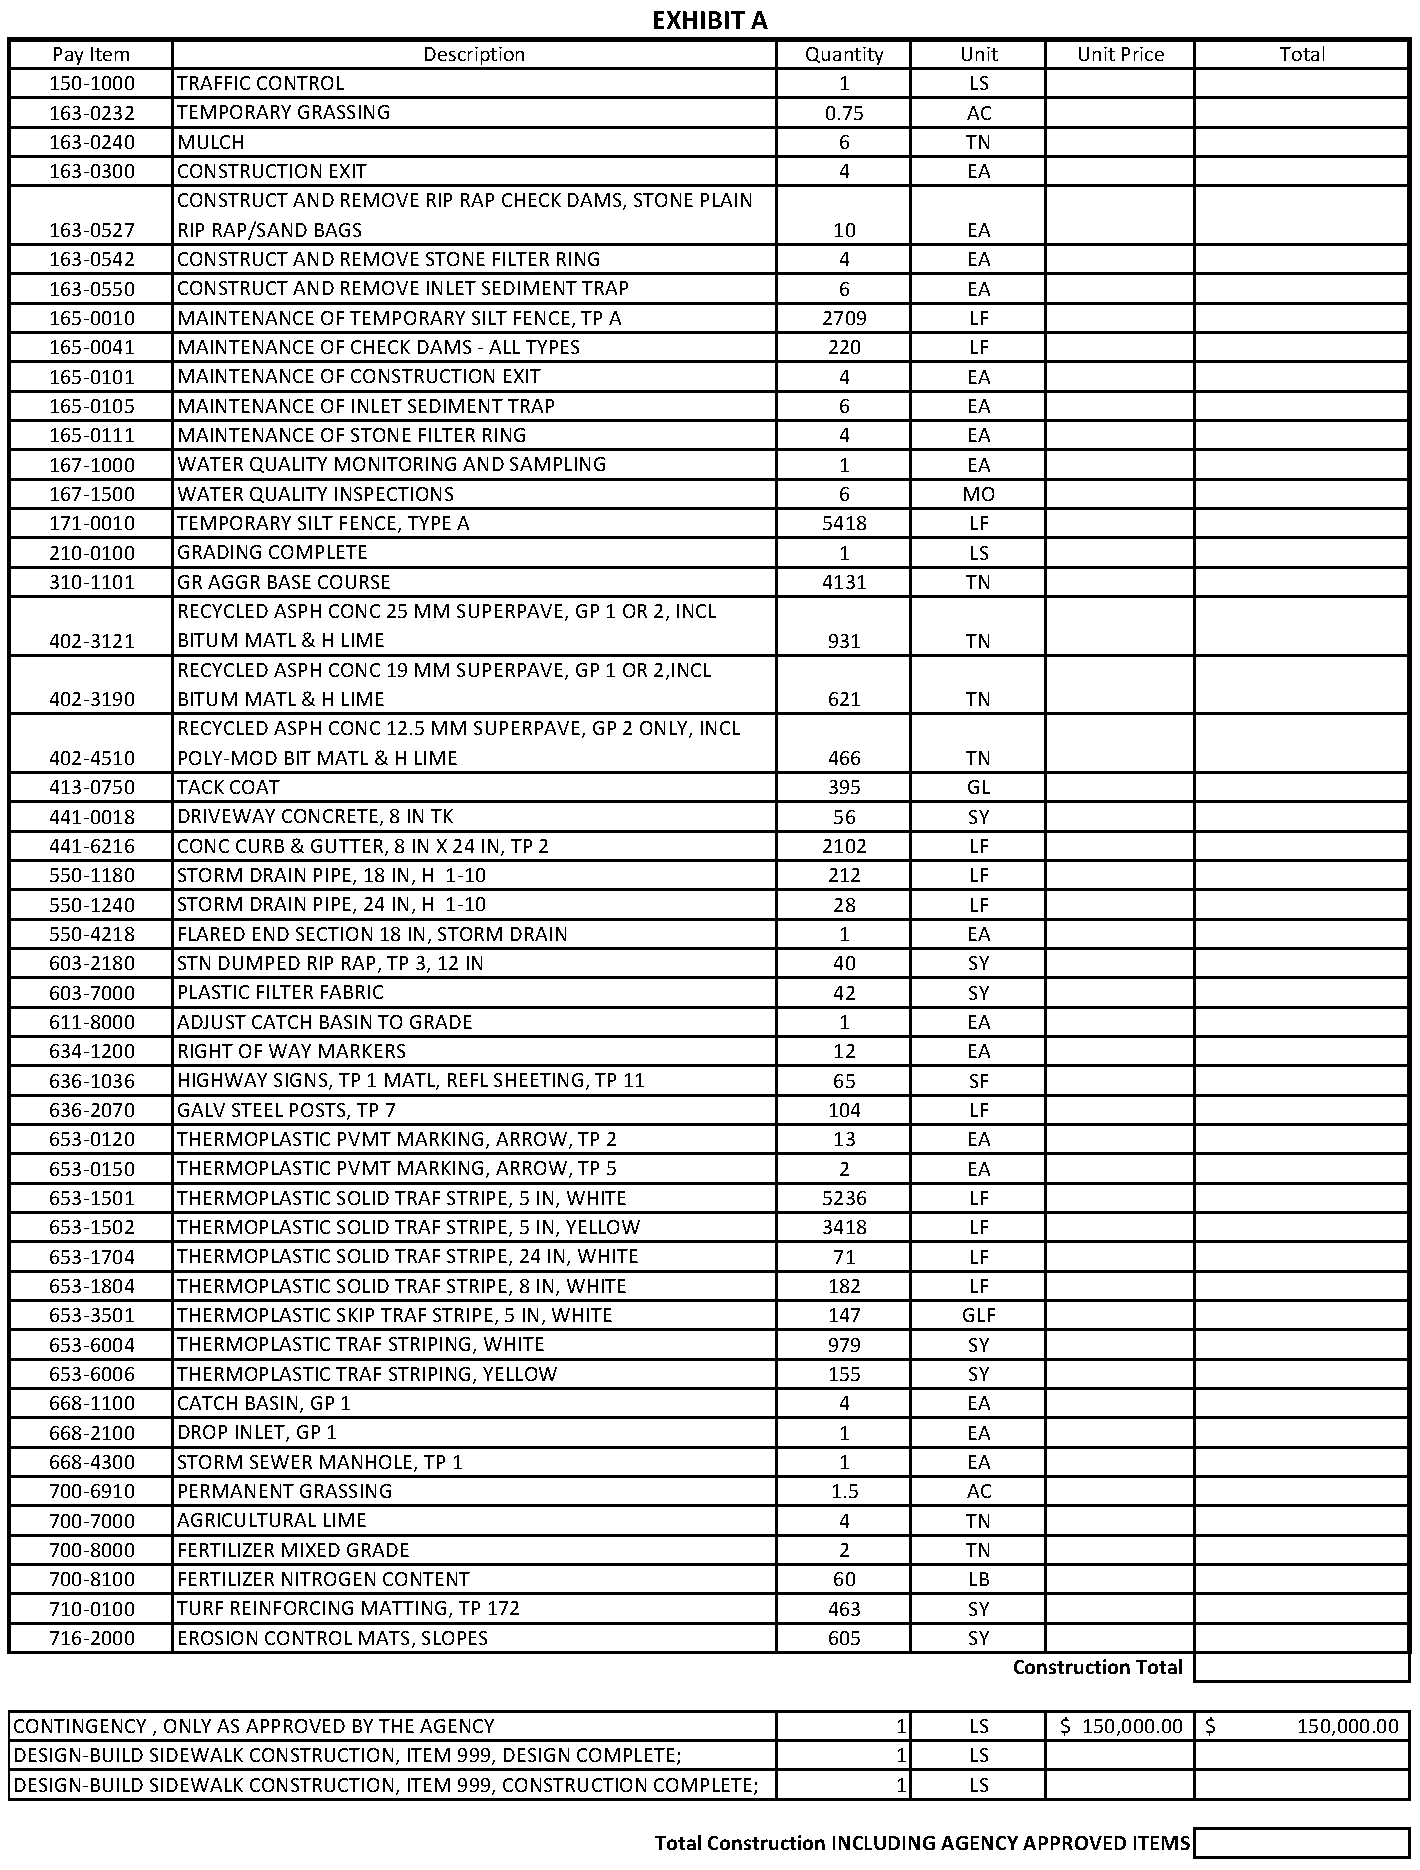 EXHIBIT A
Pay Item Description Quantity Unit Unit Price Total
150-1000 TRAFFIC CONTROL 1 LS
163-0232 TEMPORARY GRASSING 0.75 AC
163-0240 MULCH 6 TN
163-0300 CONSTRUCTION EXIT 4 EA
CONSTRUCT AND REMOVE RIP RAP CHECK DAMS, STONE PLAIN
163-0527 RIP RAP/SAND BAGS 10 EA
163-0542 CONSTRUCT AND REMOVE STONE FILTER RING 4 EA
163-0550 CONSTRUCT AND REMOVE INLET SEDIMENT TRAP 6 EA
165-0010 MAINTENANCE OF TEMPORARY SILT FENCE, TP A 2709 LF
165-0041 MAINTENANCE OF CHECK DAMS - ALL TYPES 220 LF
165-0101 MAINTENANCE OF CONSTRUCTION EXIT 4 EA
165-0105 MAINTENANCE OF INLET SEDIMENT TRAP 6 EA
165-0111 MAINTENANCE OF STONE FILTER RING 4 EA
167-1000 WATER QUALITY MONITORING AND SAMPLING 1 EA
167-1500 WATER QUALITY INSPECTIONS 6 MO
171-0010 TEMPORARY SILT FENCE, TYPE A 5418 LF
210-0100 GRADING COMPLETE 1 LS
310-1101 GR AGGR BASE COURSE 4131 TN
RECYCLED ASPH CONC 25 MM SUPERPAVE, GP 1 OR 2, INCL
402-3121 BITUM MATL & H LIME 931 TN
RECYCLED ASPH CONC 19 MM SUPERPAVE, GP 1 OR 2,INCL
402-3190 BITUM MATL & H LIME 621 TN
RECYCLED ASPH CONC 12.5 MM SUPERPAVE, GP 2 ONLY, INCL
402-4510 POLY-MOD BIT MATL & H LIME 466 TN
413-0750 TACK COAT 395 GL
441-0018 DRIVEWAY CONCRETE, 8 IN TK 56 SY
441-6216 CONC CURB & GUTTER, 8 IN X 24 IN, TP 2 2102 LF
550-1180 STORM DRAIN PIPE, 18 IN, H 1-10 212 LF
550-1240 STORM DRAIN PIPE, 24 IN, H 1-10 28 LF
550-4218 FLARED END SECTION 18 IN, STORM DRAIN 1 EA
603-2180 STN DUMPED RIP RAP, TP 3, 12 IN 40 SY
603-7000 PLASTIC FILTER FABRIC 42 SY
611-8000 ADJUST CATCH BASIN TO GRADE 1 EA
634-1200 RIGHT OF WAY MARKERS 12 EA
636-1036 HIGHWAY SIGNS, TP 1 MATL, REFL SHEETING, TP 11 65 SF
636-2070 GALV STEEL POSTS, TP 7 104 LF
653-0120 THERMOPLASTIC PVMT MARKING, ARROW, TP 2 13 EA
653-0150 THERMOPLASTIC PVMT MARKING, ARROW, TP 5 2 EA
653-1501 THERMOPLASTIC SOLID TRAF STRIPE, 5 IN, WHITE 5236 LF
653-1502 THERMOPLASTIC SOLID TRAF STRIPE, 5 IN, YELLOW 3418 LF
653-1704 THERMOPLASTIC SOLID TRAF STRIPE, 24 IN, WHITE 71 LF
653-1804 THERMOPLASTIC SOLID TRAF STRIPE, 8 IN, WHITE 182 LF
653-3501 THERMOPLASTIC SKIP TRAF STRIPE, 5 IN, WHITE 147 GLF
653-6004 THERMOPLASTIC TRAF STRIPING, WHITE 979 SY
653-6006 THERMOPLASTIC TRAF STRIPING, YELLOW 155 SY
668-1100 CATCH BASIN, GP 1 4 EA
668-2100 DROP INLET, GP 1 1 EA
668-4300 STORM SEWER MANHOLE, TP 1 1 EA
700-6910 PERMANENT GRASSING 1.5 AC
700-7000 AGRICULTURAL LIME 4 TN
700-8000 FERTILIZER MIXED GRADE 2 TN
700-8100 FERTILIZER NITROGEN CONTENT 60 LB
710-0100 TURF REINFORCING MATTING, TP 172 463 SY
716-2000 EROSION CONTROL MATS, SLOPES 605 SY
Construction Total
CONTINGENCY , ONLY AS APPROVED BY THE AGENCY 1 LS $ 150,000.00 $ 150,000.00
DESIGN-BUILD SIDEWALK CONSTRUCTION, ITEM 999, DESIGN COMPLETE; 1 LS
DESIGN-BUILD SIDEWALK CONSTRUCTION, ITEM 999, CONSTRUCTION COMPLETE; 1 LS
Total Construction INCLUDING AGENCY APPROVED ITEMS